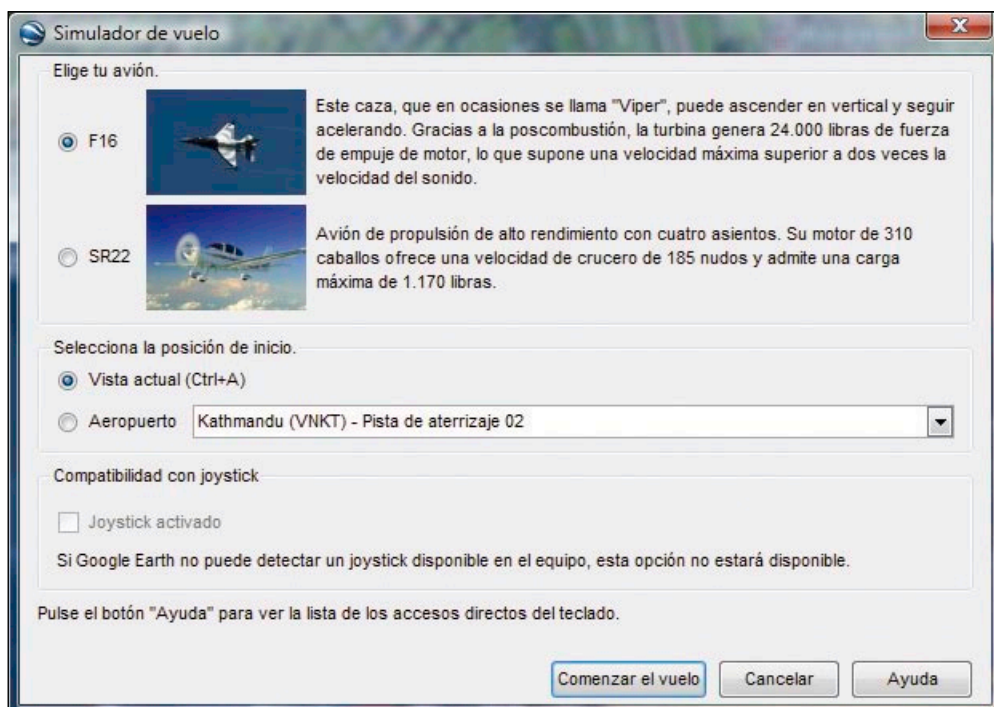 Simulador de vuelo
Elige tu avión.
F16
Este caza, que en ocasiones se llama "Viper", puede ascender en vertical y seguir
acelerando. Gracias a la poscombustión, la turbina genera 24.000 libras de fuerza
de empuje de motor, lo que supone una velocidad máxima superior a dos veces la
velocidad del sonido.
SR22
Avión de propulsión de alto rendimiento con cuatro asientos. Su motor de 310
caballos ofrece una velocidad de crucero de 185 nudos y admite una carga
máxima de 1.170 libras.
Selecciona la posición de inicio.
Vista actual (Ctrl+A)
Aeropuerto Kathmandu (VNKT) - Pista de aterrizaje 02
Compatibilidad con joystick
Joystick activado
Si Google Earth no puede detectar un joystick disponible en el equipo, esta opción no estará disponible.
Pulse el botón "Ayuda" para ver la lista de los accesos directos del teclado.
Comenzar el vuelo Cancelar Ayuda